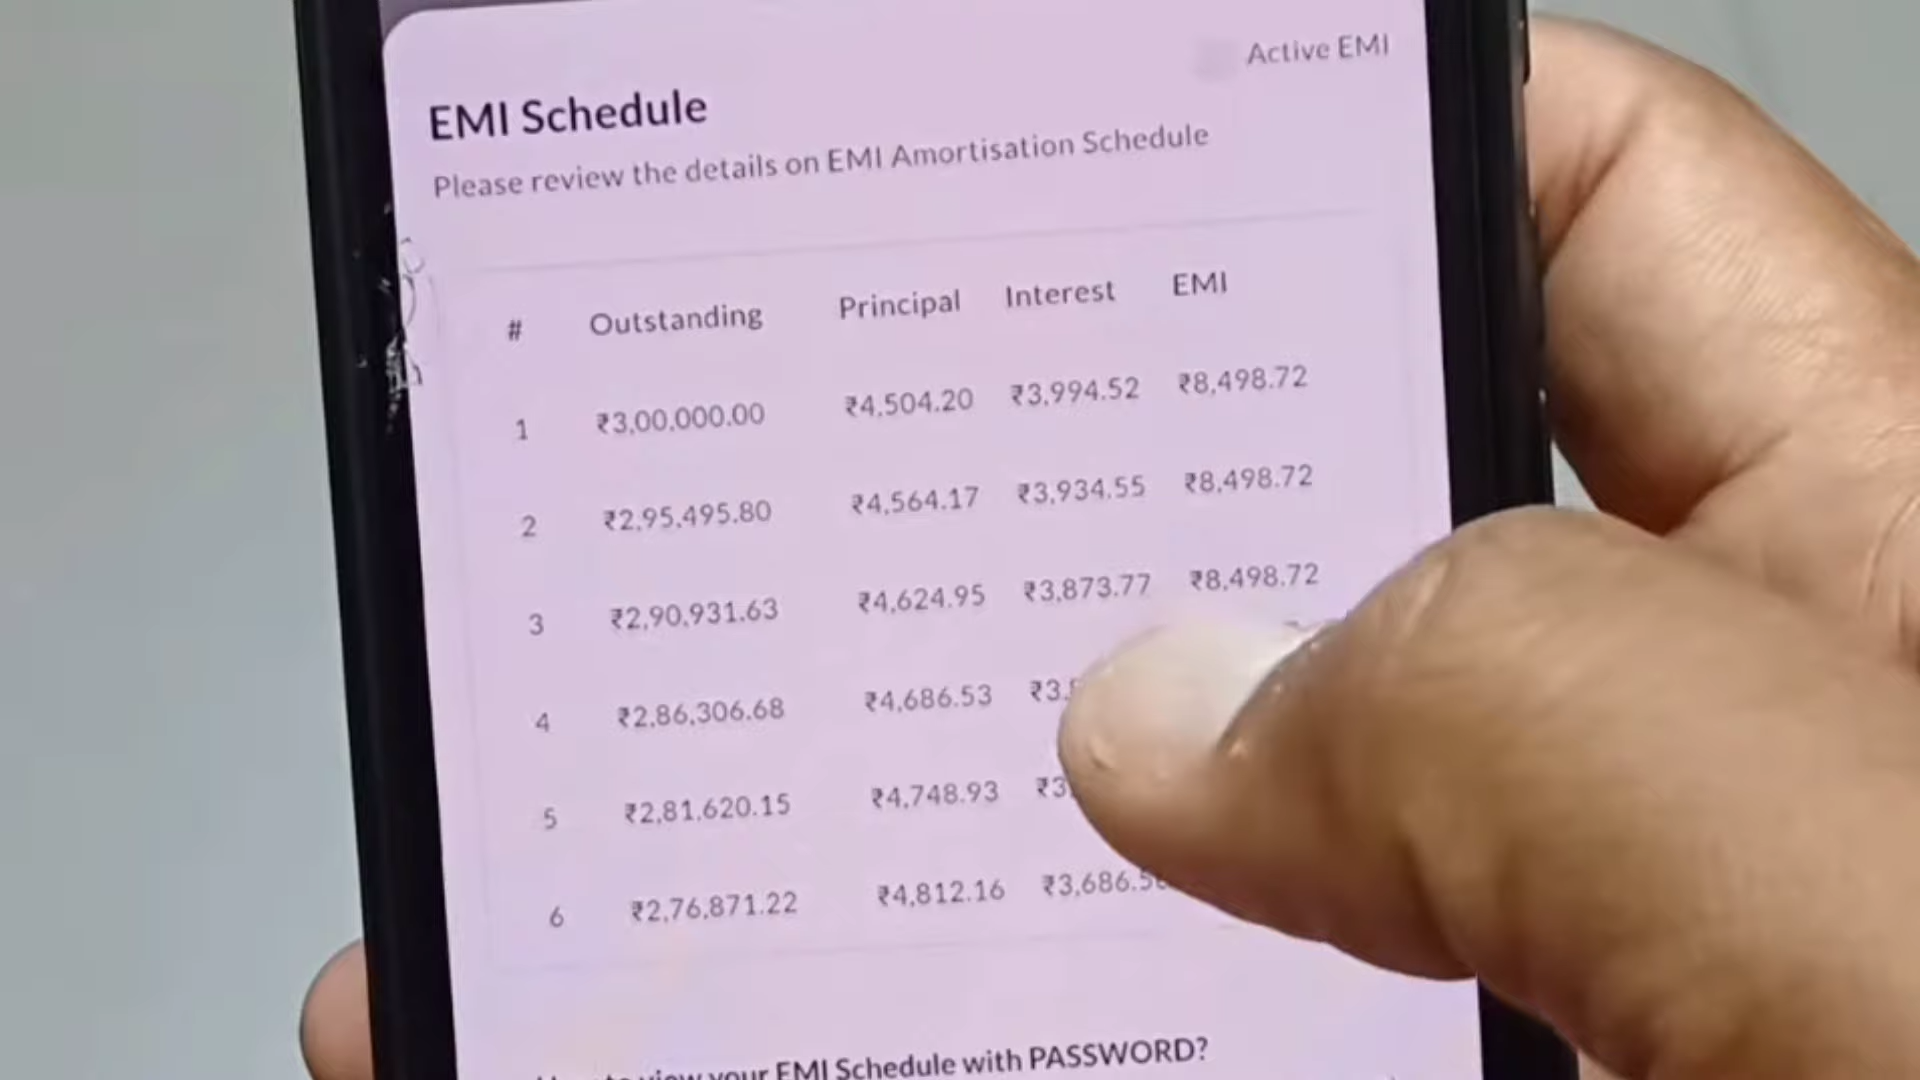 Active EMI
EMI Schedule
Please review the details on EMI Amortisation Schedule
# Outstanding Principal Interest EMI
1 ₹3,00,000.00 ₹4,504.20 ₹3,994.52 ₹8,498.72
2 ₹2,95,495.80 ₹4,564.17 ₹3,934.55 ₹8,498.72
3 ₹2,90,931.63 ₹4,624.95 ₹3,873.77 ₹8,498.72
4 ₹2,86,306.68 ₹4,686.53
5 ₹2,81,620.15 ₹4,748.93
6 ₹2,76,871.22 ₹4,812.16
to view your EMI Schedule with PASSWORD?